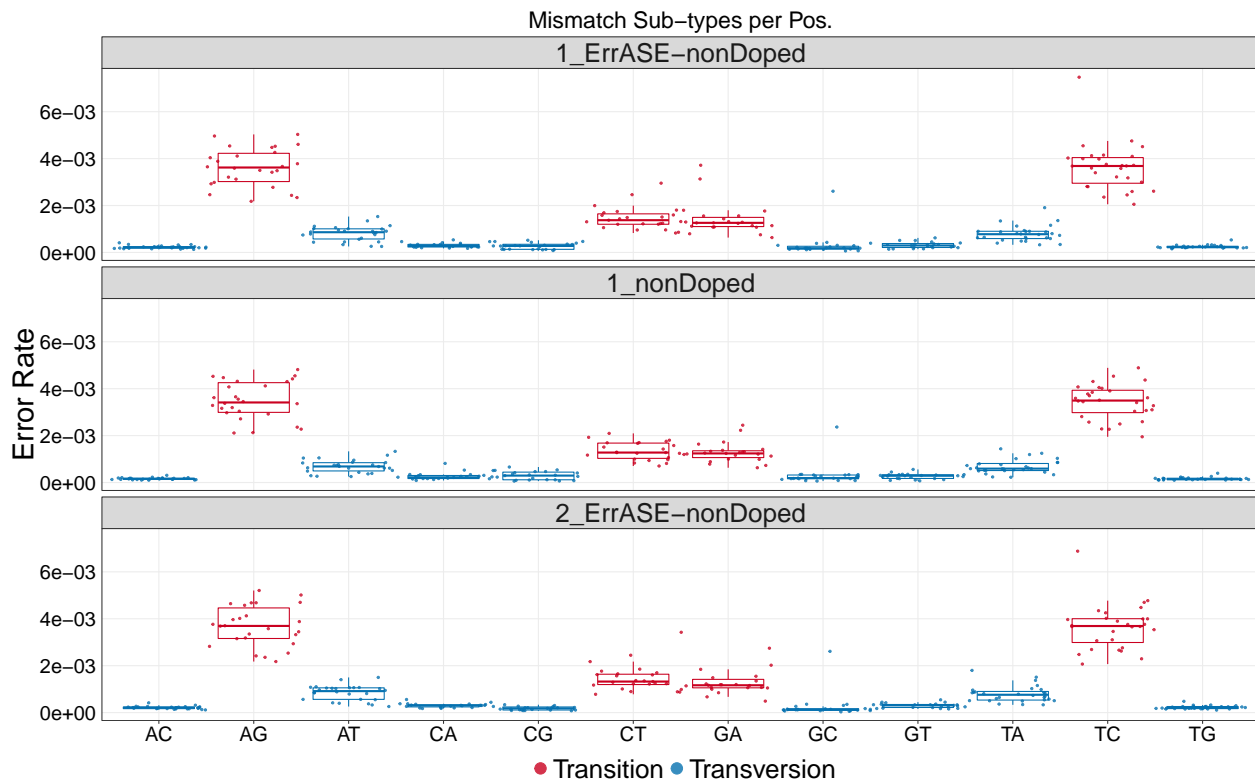 Mismatch Sub−types per Pos.
1_ErrASE−nonDoped
6e−03
4e−03
2e−03
0e+00
1_nonDoped
6e−03
4e−03
2e−03
0e+00
Error Rate
2_ErrASE−nonDoped
6e−03
4e−03
2e−03
0e+00
AC AG AT CA CG CT GA GC GT TA TC TG
Transition Transversion